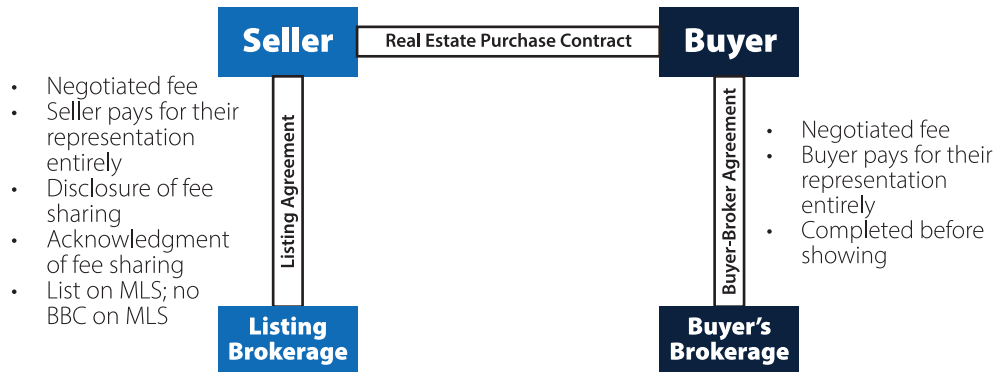 Seller
Real Estate Purchase Contract
Buyer
• Negotiated fee
• Seller pays for their
representation
entirely
• Disclosure of fee
sharing
• Acknowledgment
of fee sharing
• List on MLS; no
BBC on MLS
Listing Agreement
Buyer-Broker Agreement
• Negotiated fee
• Buyer pays for their
representation
entirely
• Completed before
showing
Listing
Brokerage
Buyer’s
Brokerage